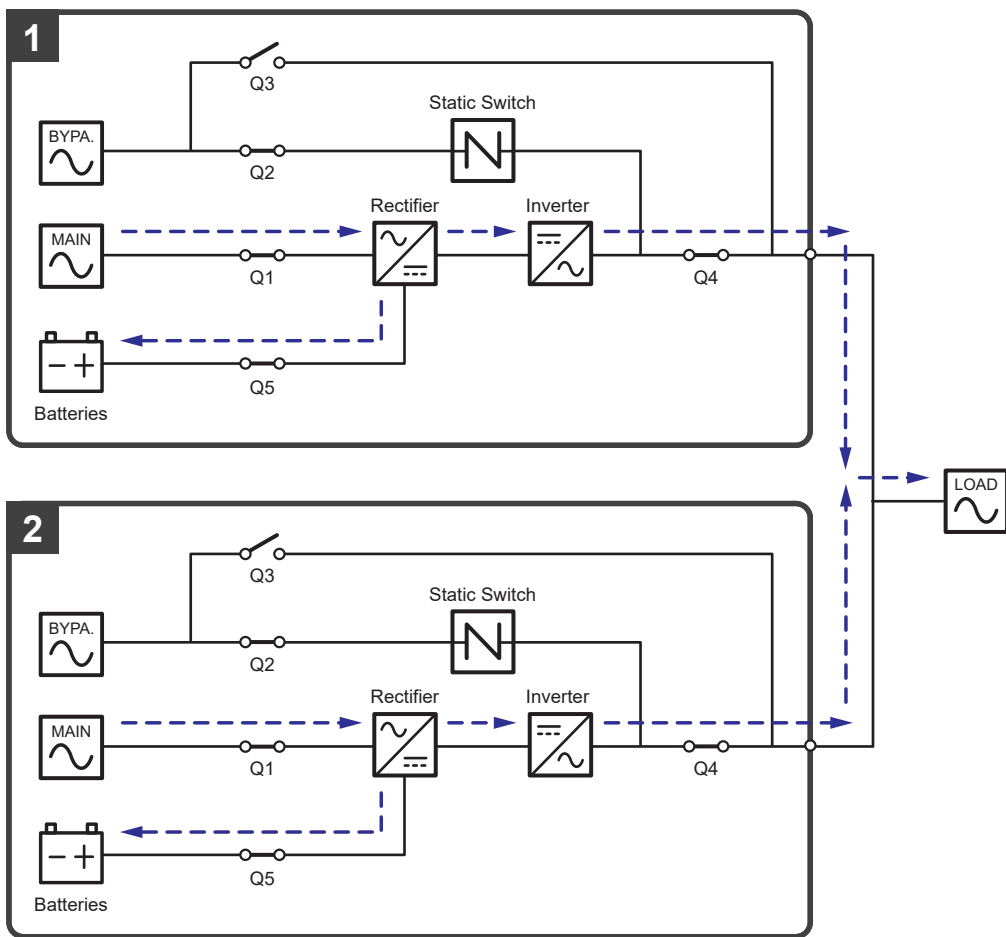 1
Q3
Static Switch
BYPA.
Q2
Rectifier
Inverter
MAIN
Q1
Q4
Q5
Batteries
LOAD
2
Q3
Static Switch
BYPA.
Q2
Rectifier
Inverter
MAIN
Q1
Q4
Q5
Batteries